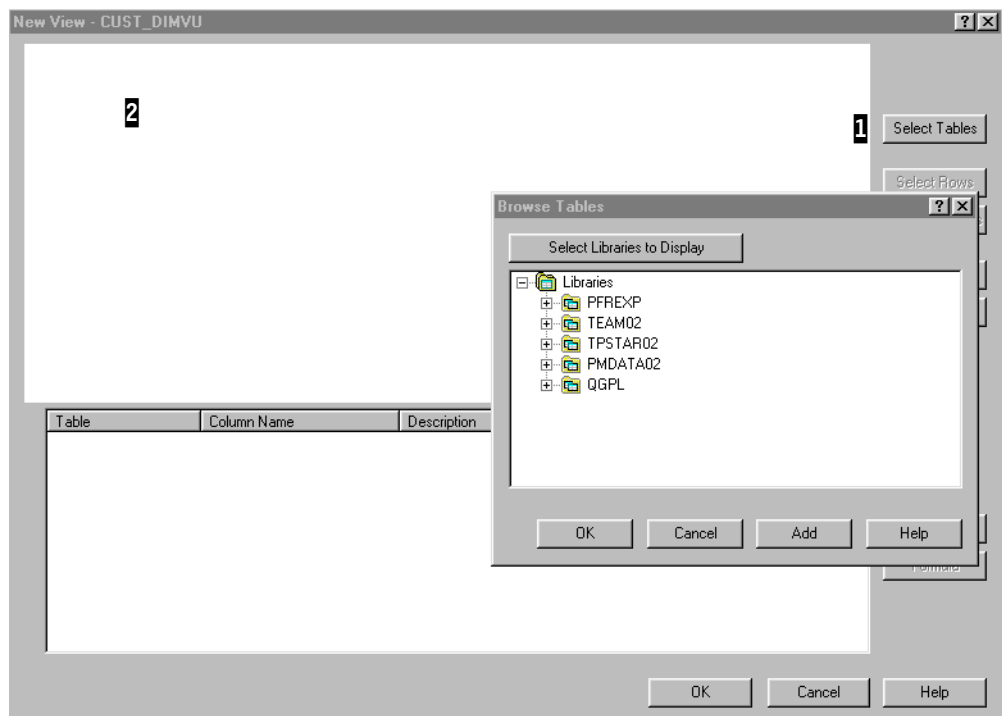 New View - CUST_DIMVU
2
1
Select Tables
Select Rows
Browse Tables
Select Libraries to Display
Libraries
PFREXP
TEAM02
TPSTAR02
PMDATA02
QGPL
Table Column Name Description
OK Cancel Add Help
Formula
OK Cancel Help